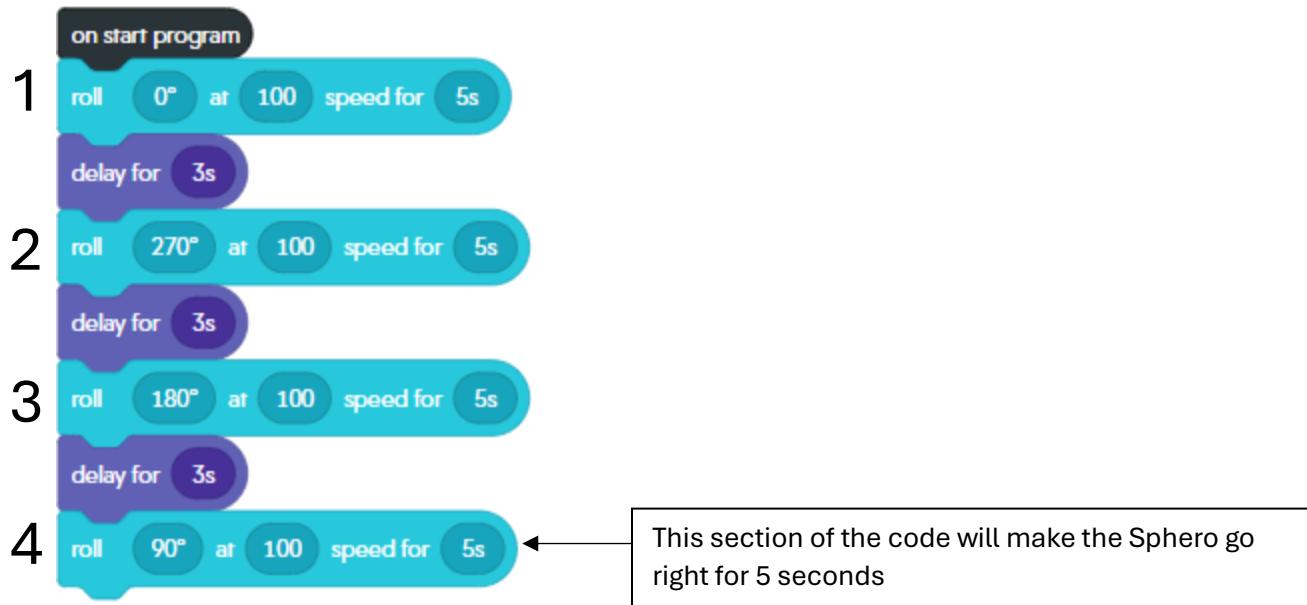 on start program
1 roll 0° at 100 speed for 5s
delay for 3s
2 roll 270° at 100 speed for 5s
delay for 3s
3 roll 180° at 100 speed for 5s
delay for 3s
4 roll 90° at 100 speed for 5s
This section of the code will make the Sphero go
right for 5 seconds